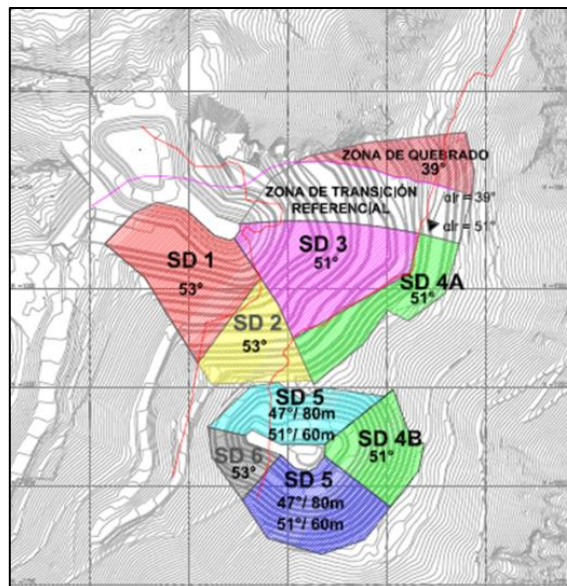 ZONA DE QUEBRADO
39°
ZONA DE TRANSICIÓN
REFERENCIAL
aIr = 39°
aIr = 51°
SD 1
53°
SD 3
51°
SD 4A
51°
SD 2
53°
SD 5
47°/ 80m
51°/ 60m
SD 4B
51°
SD 6
53°
SD 5
47°/ 80m
51°/ 60m